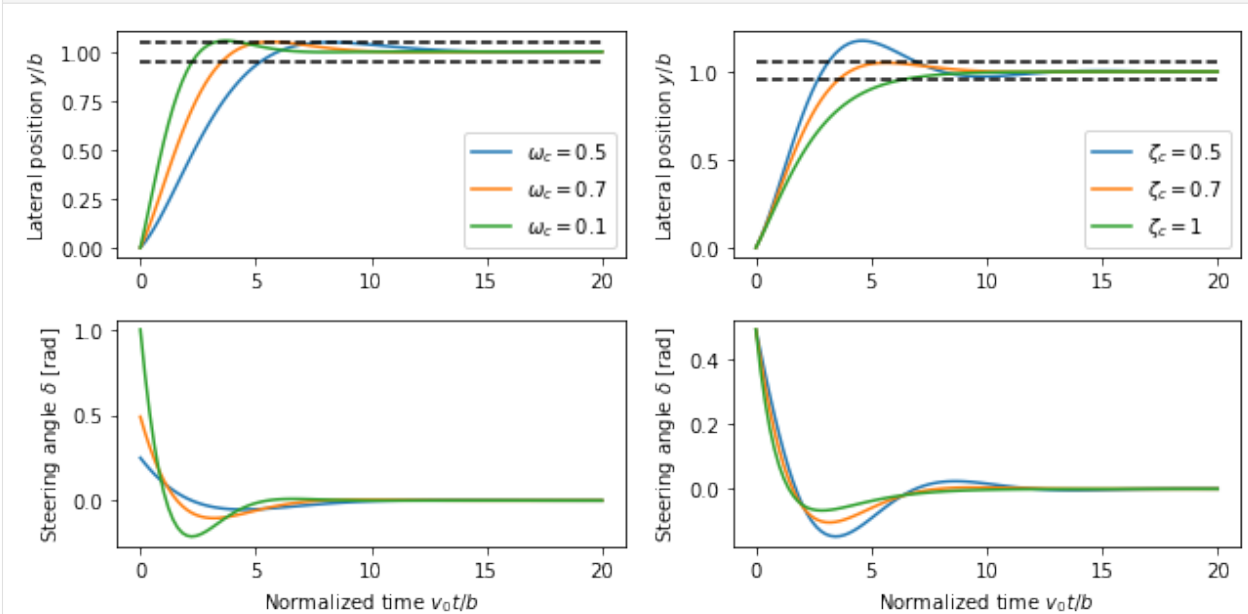 Lateral position y/b
1.00
0.75
0.50
0.25
0.00
ω_c = 0.5
ω_c = 0.7
ω_c = 0.1
0 5 10 15 20
Lateral position y/b
1.0
0.5
0.0
ζ_c = 0.5
ζ_c = 0.7
ζ_c = 1
0 5 10 15 20
Steering angle δ [rad]
1.0
0.5
0.0
0 5 10 15 20
Normalized time v₀t/b
Steering angle δ [rad]
0.4
0.2
0.0
0 5 10 15 20
Normalized time v₀t/b